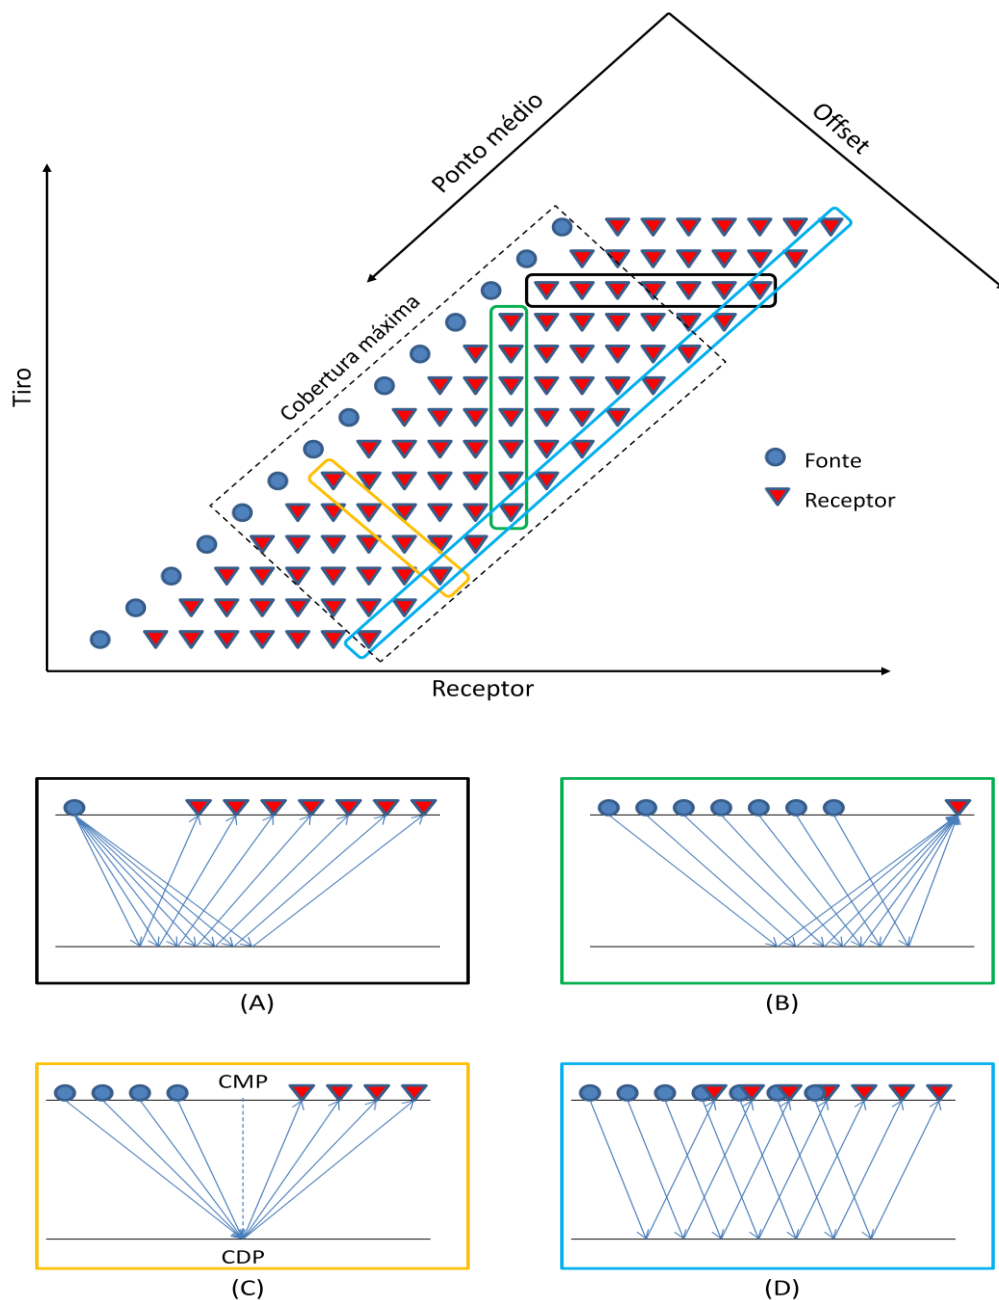 Ponto médio
Offset
Cobertura máxima
Tiro
Fonte
Receptor
Receptor
(A)
(B)
CMP
CDP
(C)
(D)